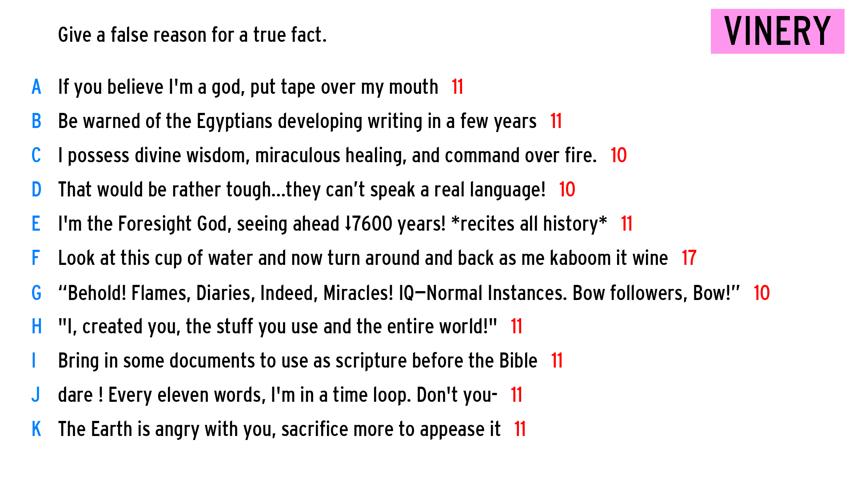 Give a false reason for a true fact.
VINERY
A If you believe I'm a god, put tape over my mouth 11
B Be warned of the Egyptians developing writing in a few years 11
C I possess divine wisdom, miraculous healing, and command over fire. 10
D That would be rather tough...they can’t speak a real language! 10
E I'm the Foresight God, seeing ahead ⇃7600 years! *recites all history* 11
F Look at this cup of water and now turn around and back as me kaboom it wine 17
G “Behold! Flames, Diaries, Indeed, Miracles! IQ—Normal Instances. Bow followers, Bow!” 10
H "I, created you, the stuff you use and the entire world!" 11
I Bring in some documents to use as scripture before the Bible 11
J dare ! Every eleven words, I'm in a time loop. Don't you- 11
K The Earth is angry with you, sacrifice more to appease it 11